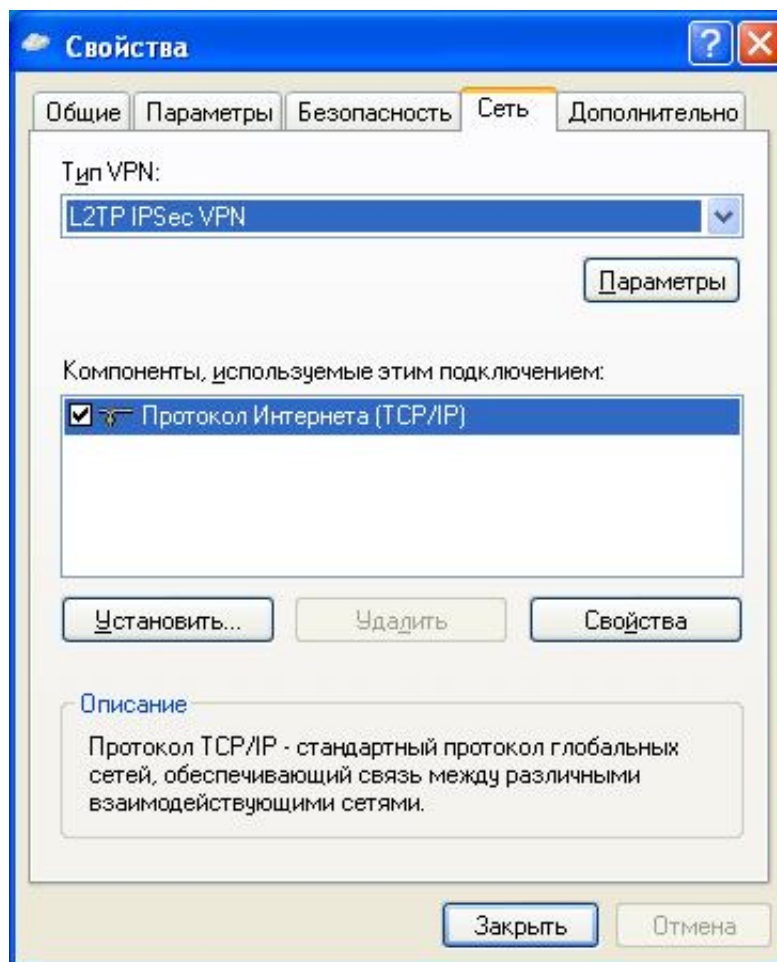 Свойства
Общие Параметры Безопасность Сеть Дополнительно
Тип VPN:
L2TP IPSec VPN
Параметры
Компоненты, используемые этим подключением:
Протокол Интернета (TCP/IP)
Установить... Удалить Свойства
Описание
Протокол TCP/IP - стандартный протокол глобальных
сетей, обеспечивающий связь между различными
взаимодействующими сетями.
Закрыть Отмена